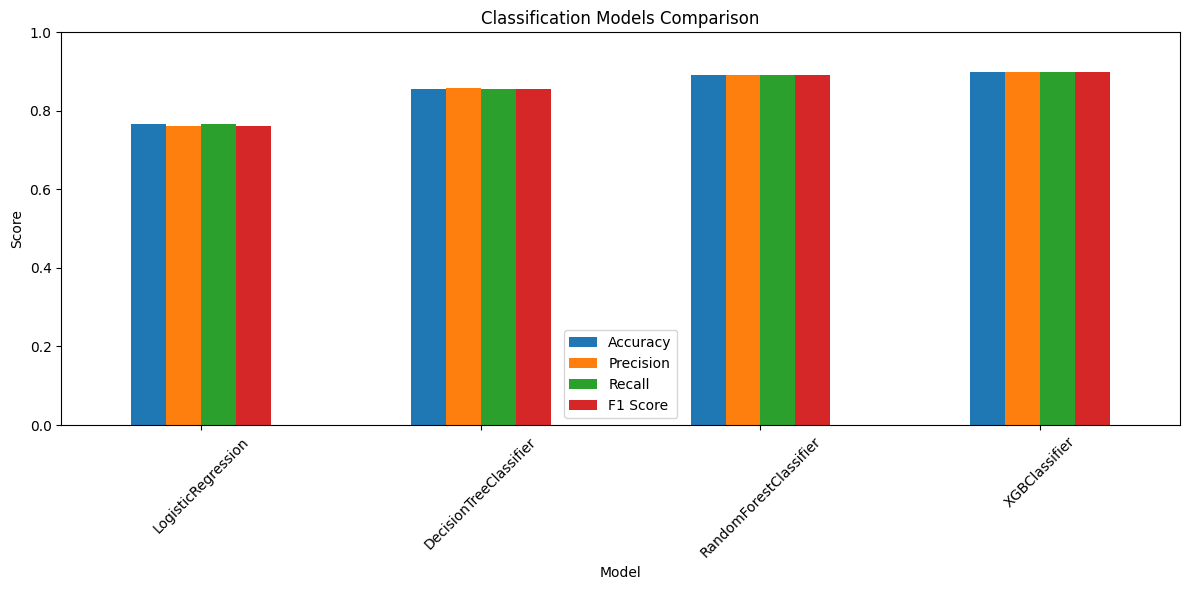 Classification Models Comparison
1.0
0.8
0.6
0.4
0.2
0.0
Score
Accuracy
Precision
Recall
F1 Score
LogisticRegression
DecisionTreeClassifier
RandomForestClassifier
XGBClassifier
Model